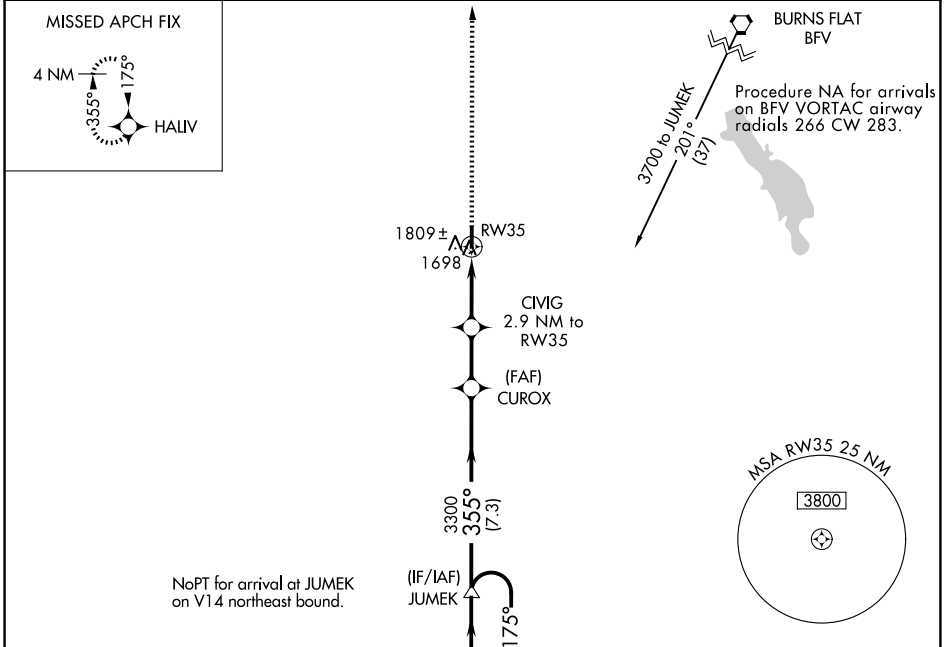 MISSED APCH FIX
4 NM
355°
175°
HALIV
BURNS FLAT
BFV
3700 to JUMEK
201°
(37)
Procedure NA for arrivals
on BFV VORTAC airway
radials 266 CW 283.
1809±
RW35
1698
CIVIG
2.9 NM to
RW35
(FAF)
CUROX
3300
355°
(7.3)
NoPT for arrival at JUMEK
on V14 northeast bound.
(IF/IAF)
JUMEK
175°
MSA RW35 25 NM
3800